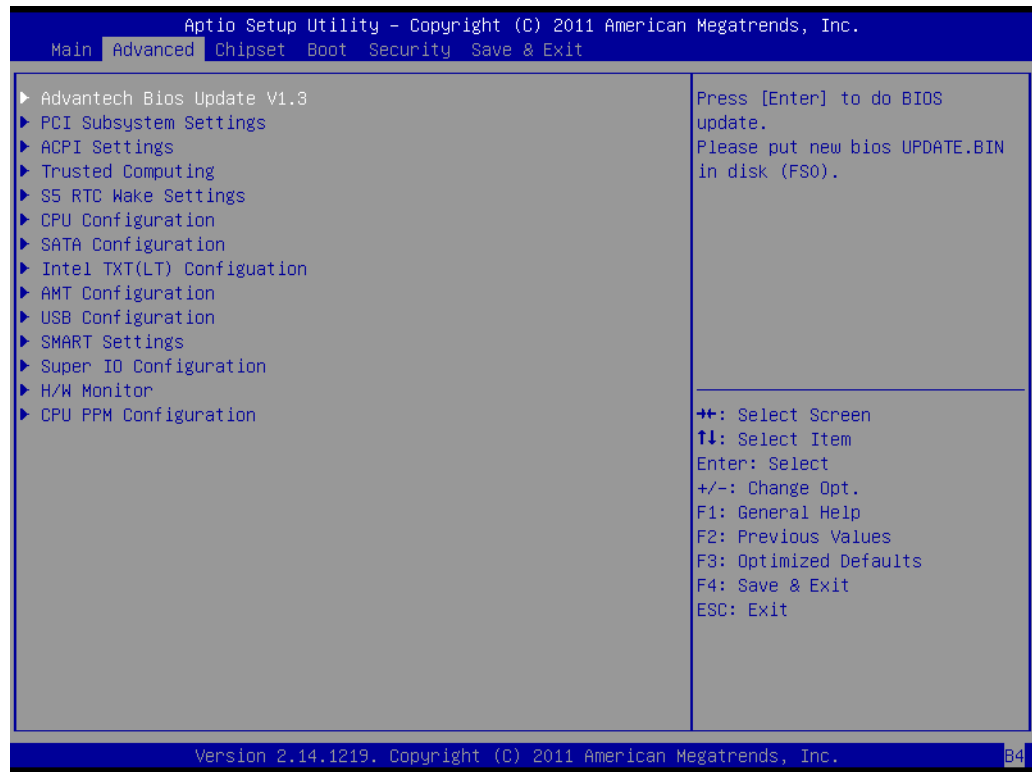 Aptio Setup Utility – Copyright (C) 2011 American Megatrends, Inc.
Main Advanced Chipset Boot Security Save & Exit
▶ Advantech Bios Update V1.3
▶ PCI Subsystem Settings
▶ ACPI Settings
▶ Trusted Computing
▶ S5 RTC Wake Settings
▶ CPU Configuration
▶ SATA Configuration
▶ Intel TXT(LT) Configuation
▶ AMT Configuration
▶ USB Configuration
▶ SMART Settings
▶ Super IO Configuration
▶ H/W Monitor
▶ CPU PPM Configuration
Press [Enter] to do BIOS
update.
Please put new bios UPDATE.BIN
in disk (FS0).
→←: Select Screen
↑↓: Select Item
Enter: Select
+/-: Change Opt.
F1: General Help
F2: Previous Values
F3: Optimized Defaults
F4: Save & Exit
ESC: Exit
Version 2.14.1219. Copyright (C) 2011 American Megatrends, Inc.
B4